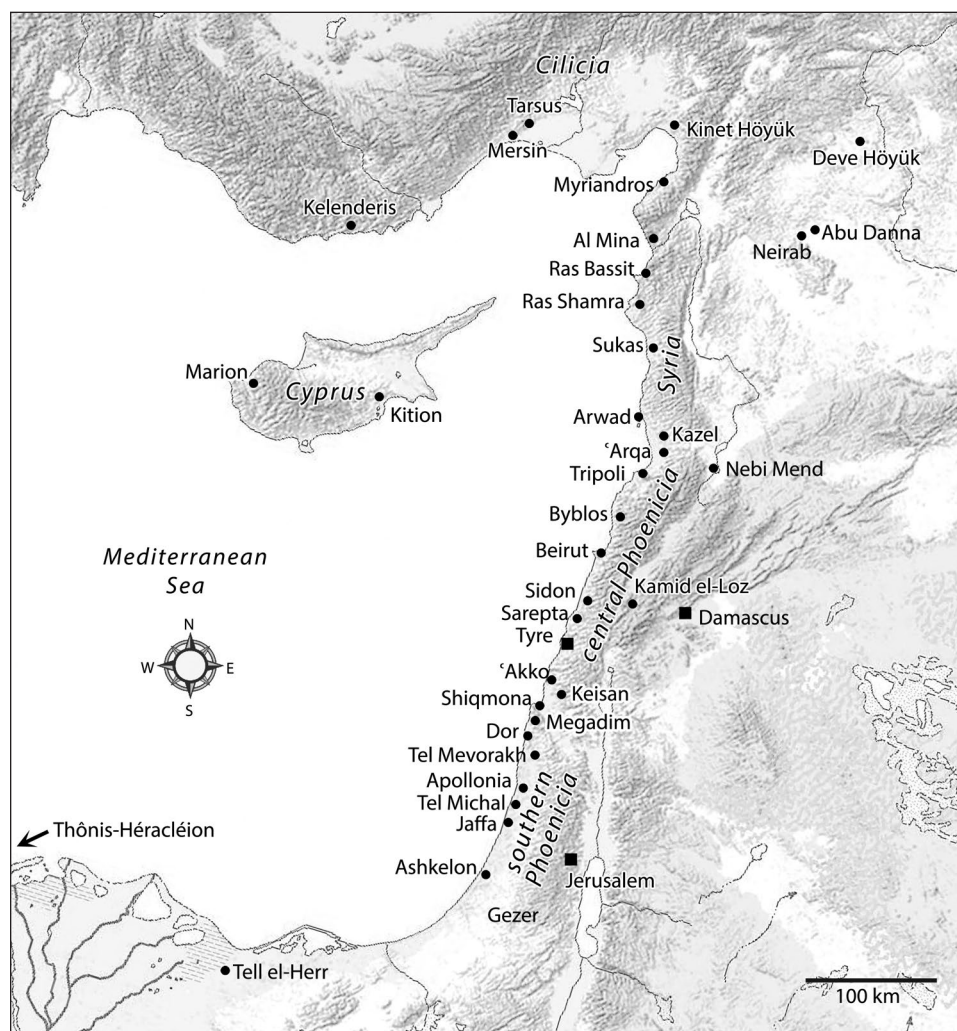 Cilicia
Tarsus
Mersin
Kinet Höyük
Deve Höyük
Myriandros
Kelenderis
Al Mina
Abu Danna
Neirab
Ras Bassit
Ras Shamra
Sukas
Syria
Marion
Cyprus
Kition
Arwad
Kazel
ʿArqa
Tripoli
Nebi Mend
Byblos
central Phoenicia
Beirut
Mediterranean
Sea
Sidon
Kamid el-Loz
Sarepta
Damascus
Tyre
N
W
E
S
ʿAkko
Keisan
Shiqmona
Megadim
Dor
Tel Mevorakh
Apollonia
Tel Michal
Jaffa
southern
Phoenicia
Thônis-Héracléion
Ashkelon
Jerusalem
Gezer
Tell el-Herr
100 km